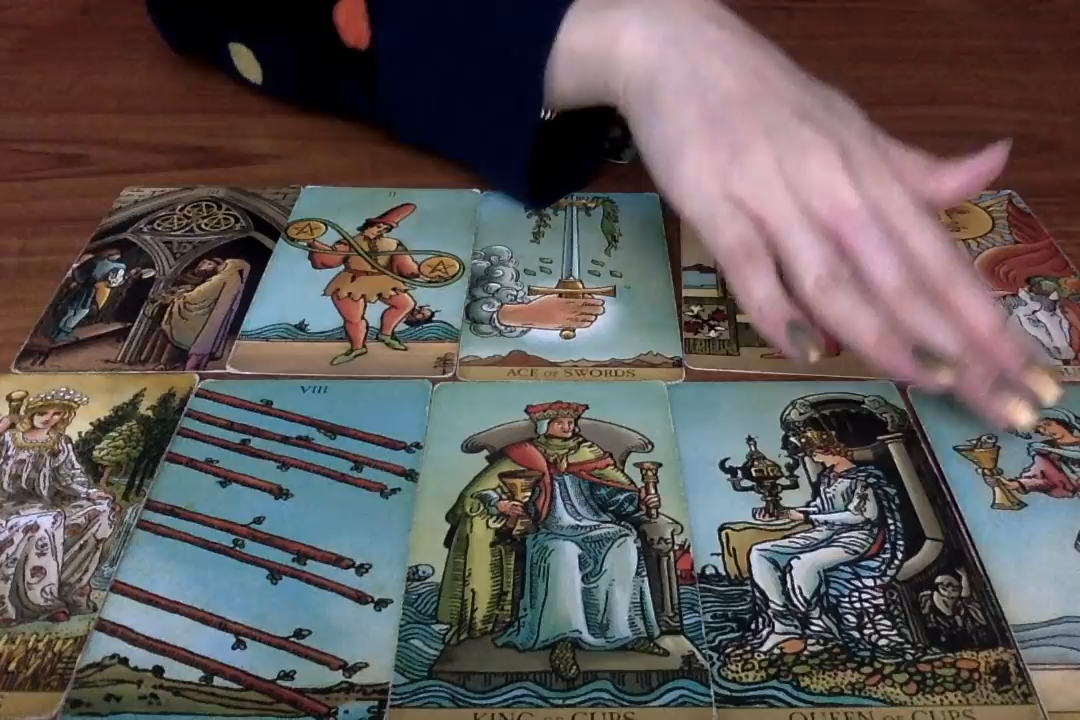 II
ACE OF SWORDS
VIII
KING OF CUPS
QUEEN OF CUPS